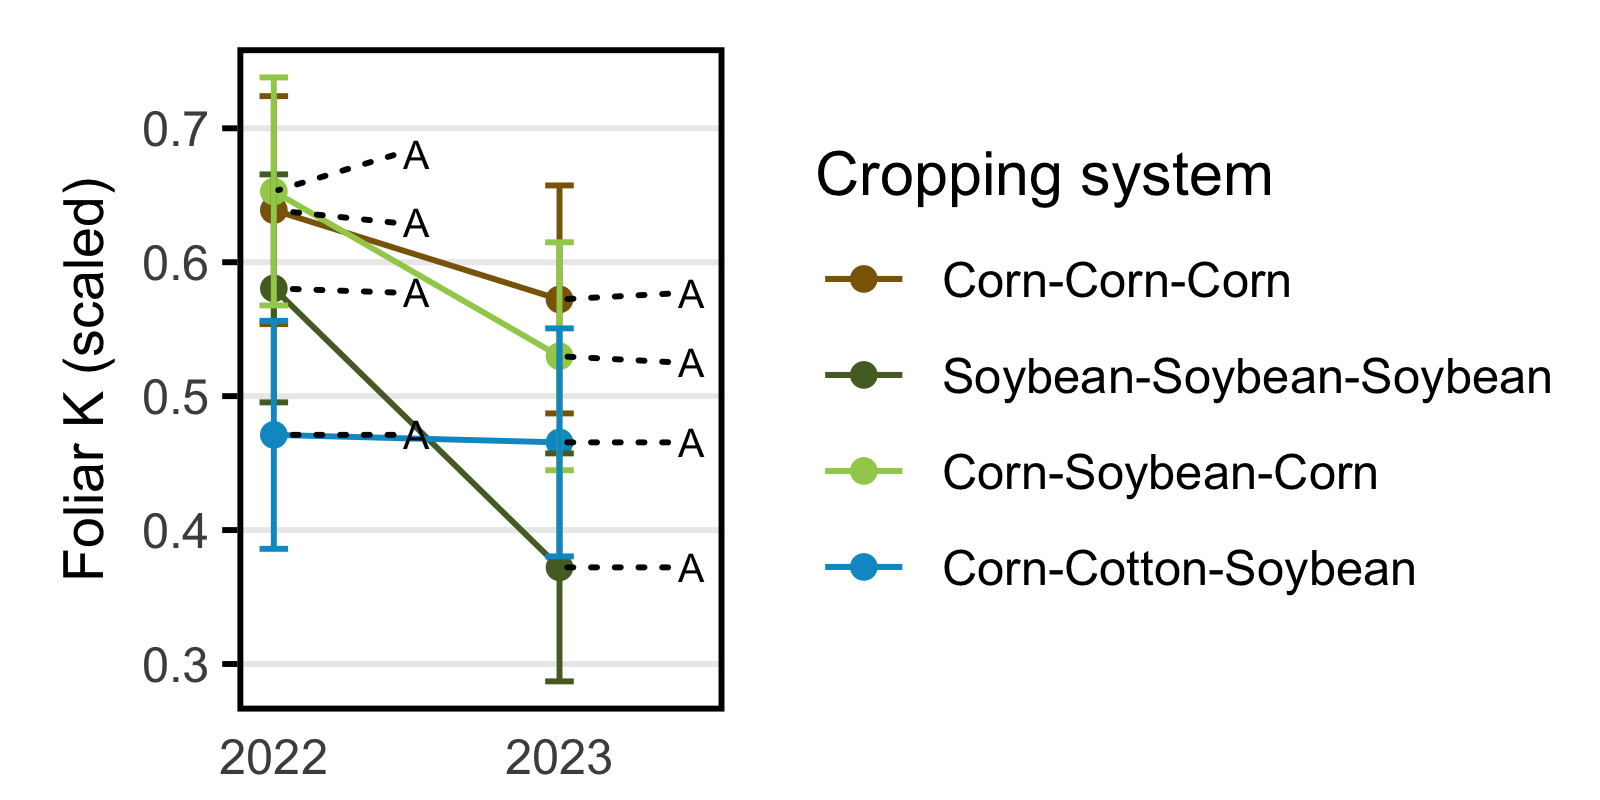 Foliar K (scaled)
0.7
0.6
0.5
0.4
0.3
A
A
A
A
A
A
A
A
2022
2023
Cropping system
Corn-Corn-Corn
Soybean-Soybean-Soybean
Corn-Soybean-Corn
Corn-Cotton-Soybean